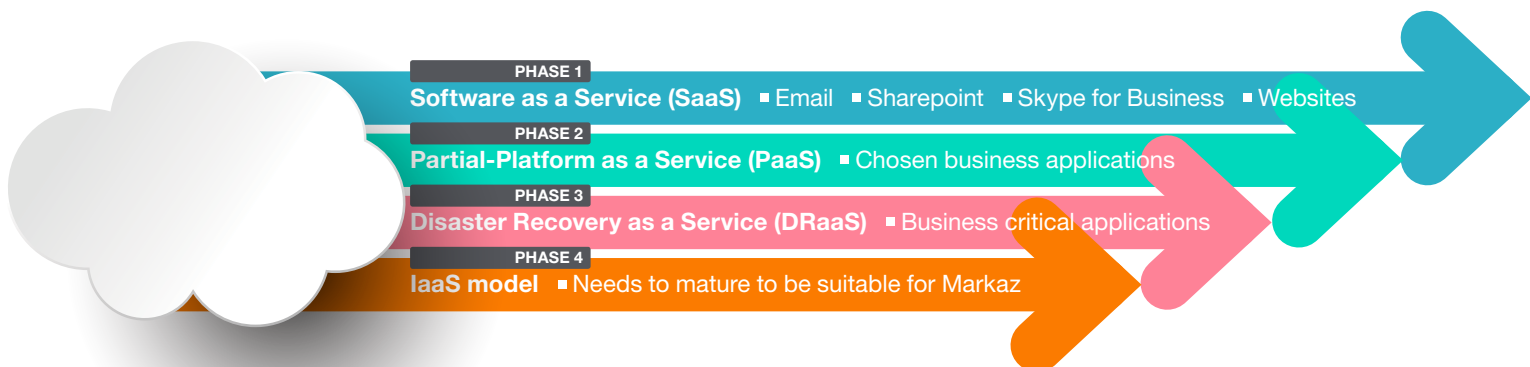 PHASE 1
Software as a Service (SaaS) ▪ Email ▪ Sharepoint ▪ Skype for Business ▪ Websites
PHASE 2
Partial-Platform as a Service (PaaS) ▪ Chosen business applications
PHASE 3
Disaster Recovery as a Service (DRaaS) ▪ Business critical applications
PHASE 4
IaaS model ▪ Needs to mature to be suitable for Markaz